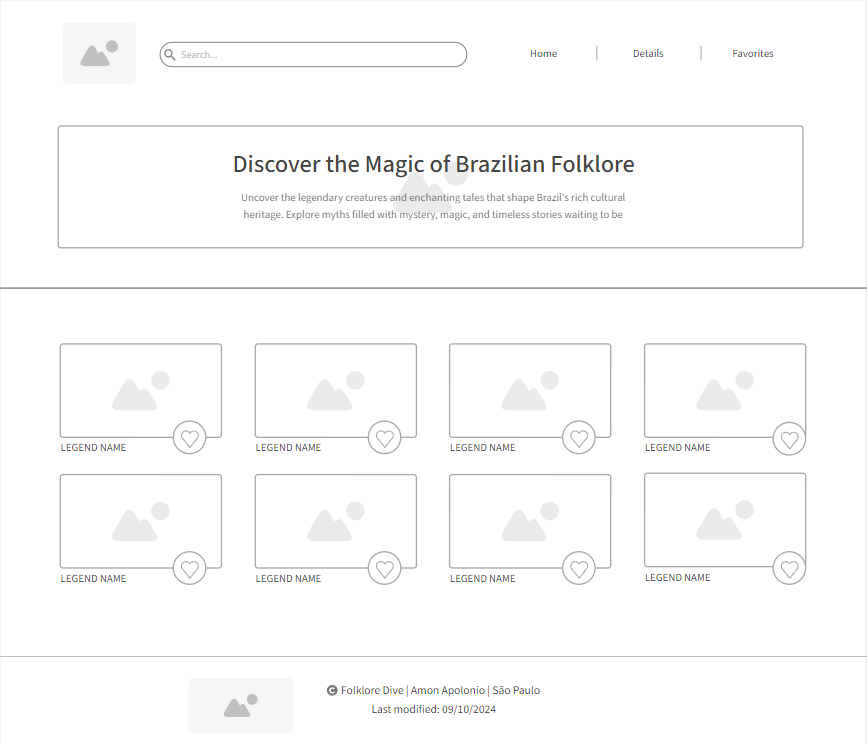 Search...
Home | Details | Favorites
Discover the Magic of Brazilian Folklore
Uncover the legendary creatures and enchanting tales that shape Brazil's rich cultural
heritage. Explore myths filled with mystery, magic, and timeless stories waiting to be
LEGEND NAME
LEGEND NAME
LEGEND NAME
LEGEND NAME
LEGEND NAME
LEGEND NAME
LEGEND NAME
LEGEND NAME
© Folklore Dive | Amon Apolonio | São Paulo
Last modified: 09/10/2024